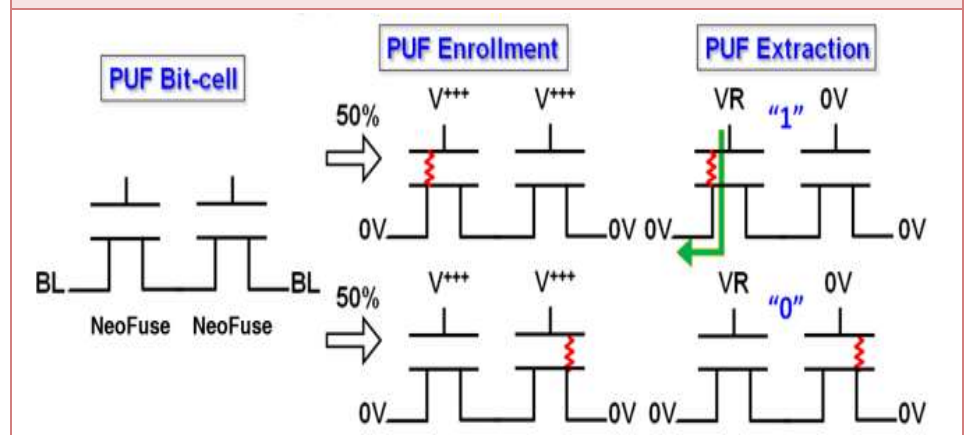 PUF Bit-cell
BL
BL
NeoFuse NeoFuse
PUF Enrollment
50%
V+++ V+++
0V 0V
50%
V+++ V+++
0V 0V
PUF Extraction
VR "1" 0V
0V 0V
VR "0" 0V
0V 0V